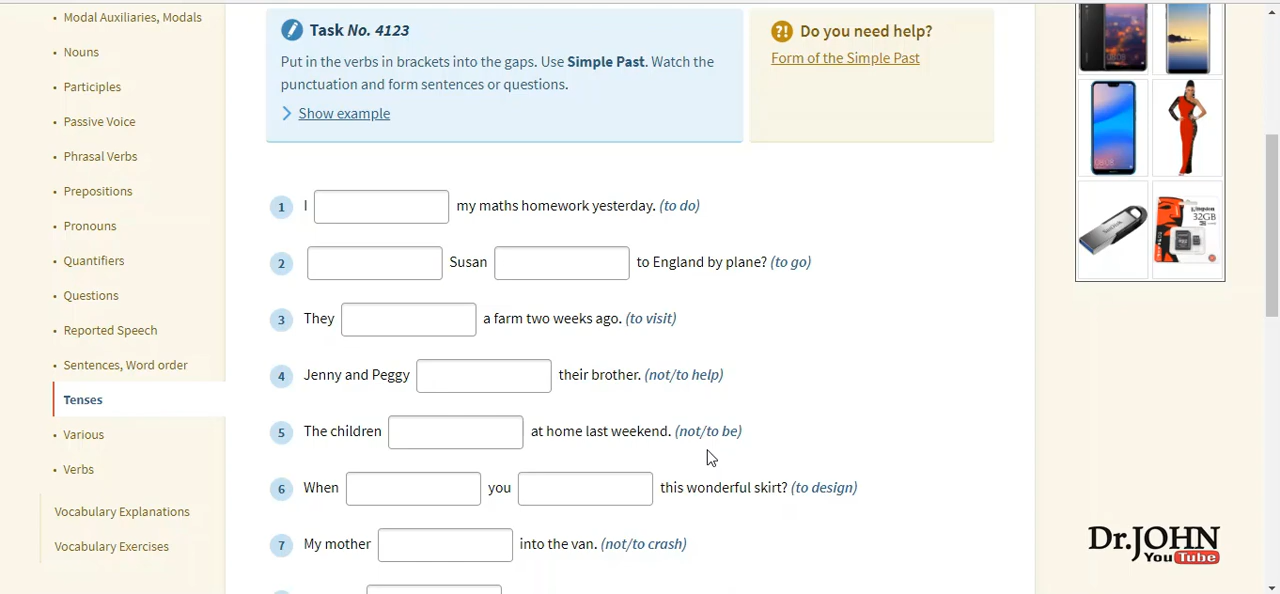 Modal Auxiliaries, Modals
Nouns
Participles
Passive Voice
Phrasal Verbs
Prepositions
Pronouns
Quantifiers
Questions
Reported Speech
Sentences, Word order
Tenses
Various
Verbs
Vocabulary Explanations
Vocabulary Exercises
Task No. 4123
Put in the verbs in brackets into the gaps. Use Simple Past. Watch the
punctuation and form sentences or questions.
Show example
?! Do you need help?
Form of the Simple Past
1 I my maths homework yesterday. (to do)
2 Susan to England by plane? (to go)
3 They a farm two weeks ago. (to visit)
4 Jenny and Peggy their brother. (not/to help)
5 The children at home last weekend. (not/to be)
6 When you this wonderful skirt? (to design)
7 My mother into the van. (not/to crash)
Kingston
32GB
Dr.JOHN
YouTube